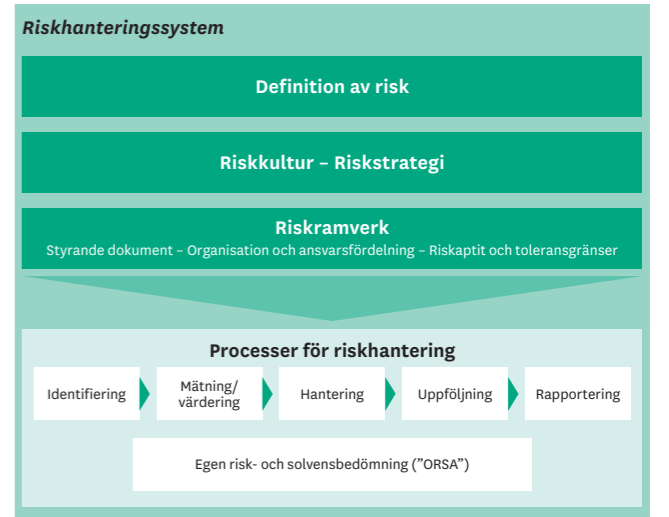 Riskhanteringssystem
Definition av risk
Riskkultur – Riskstrategi
Riskramverk
Styrande dokument – Organisation och ansvarsfördelning – Riskaptit och toleransgränser
Processer för riskhantering
Identifiering
Mätning/
värdering
Hantering
Uppföljning
Rapportering
Egen risk- och solvensbedömning (”ORSA”)